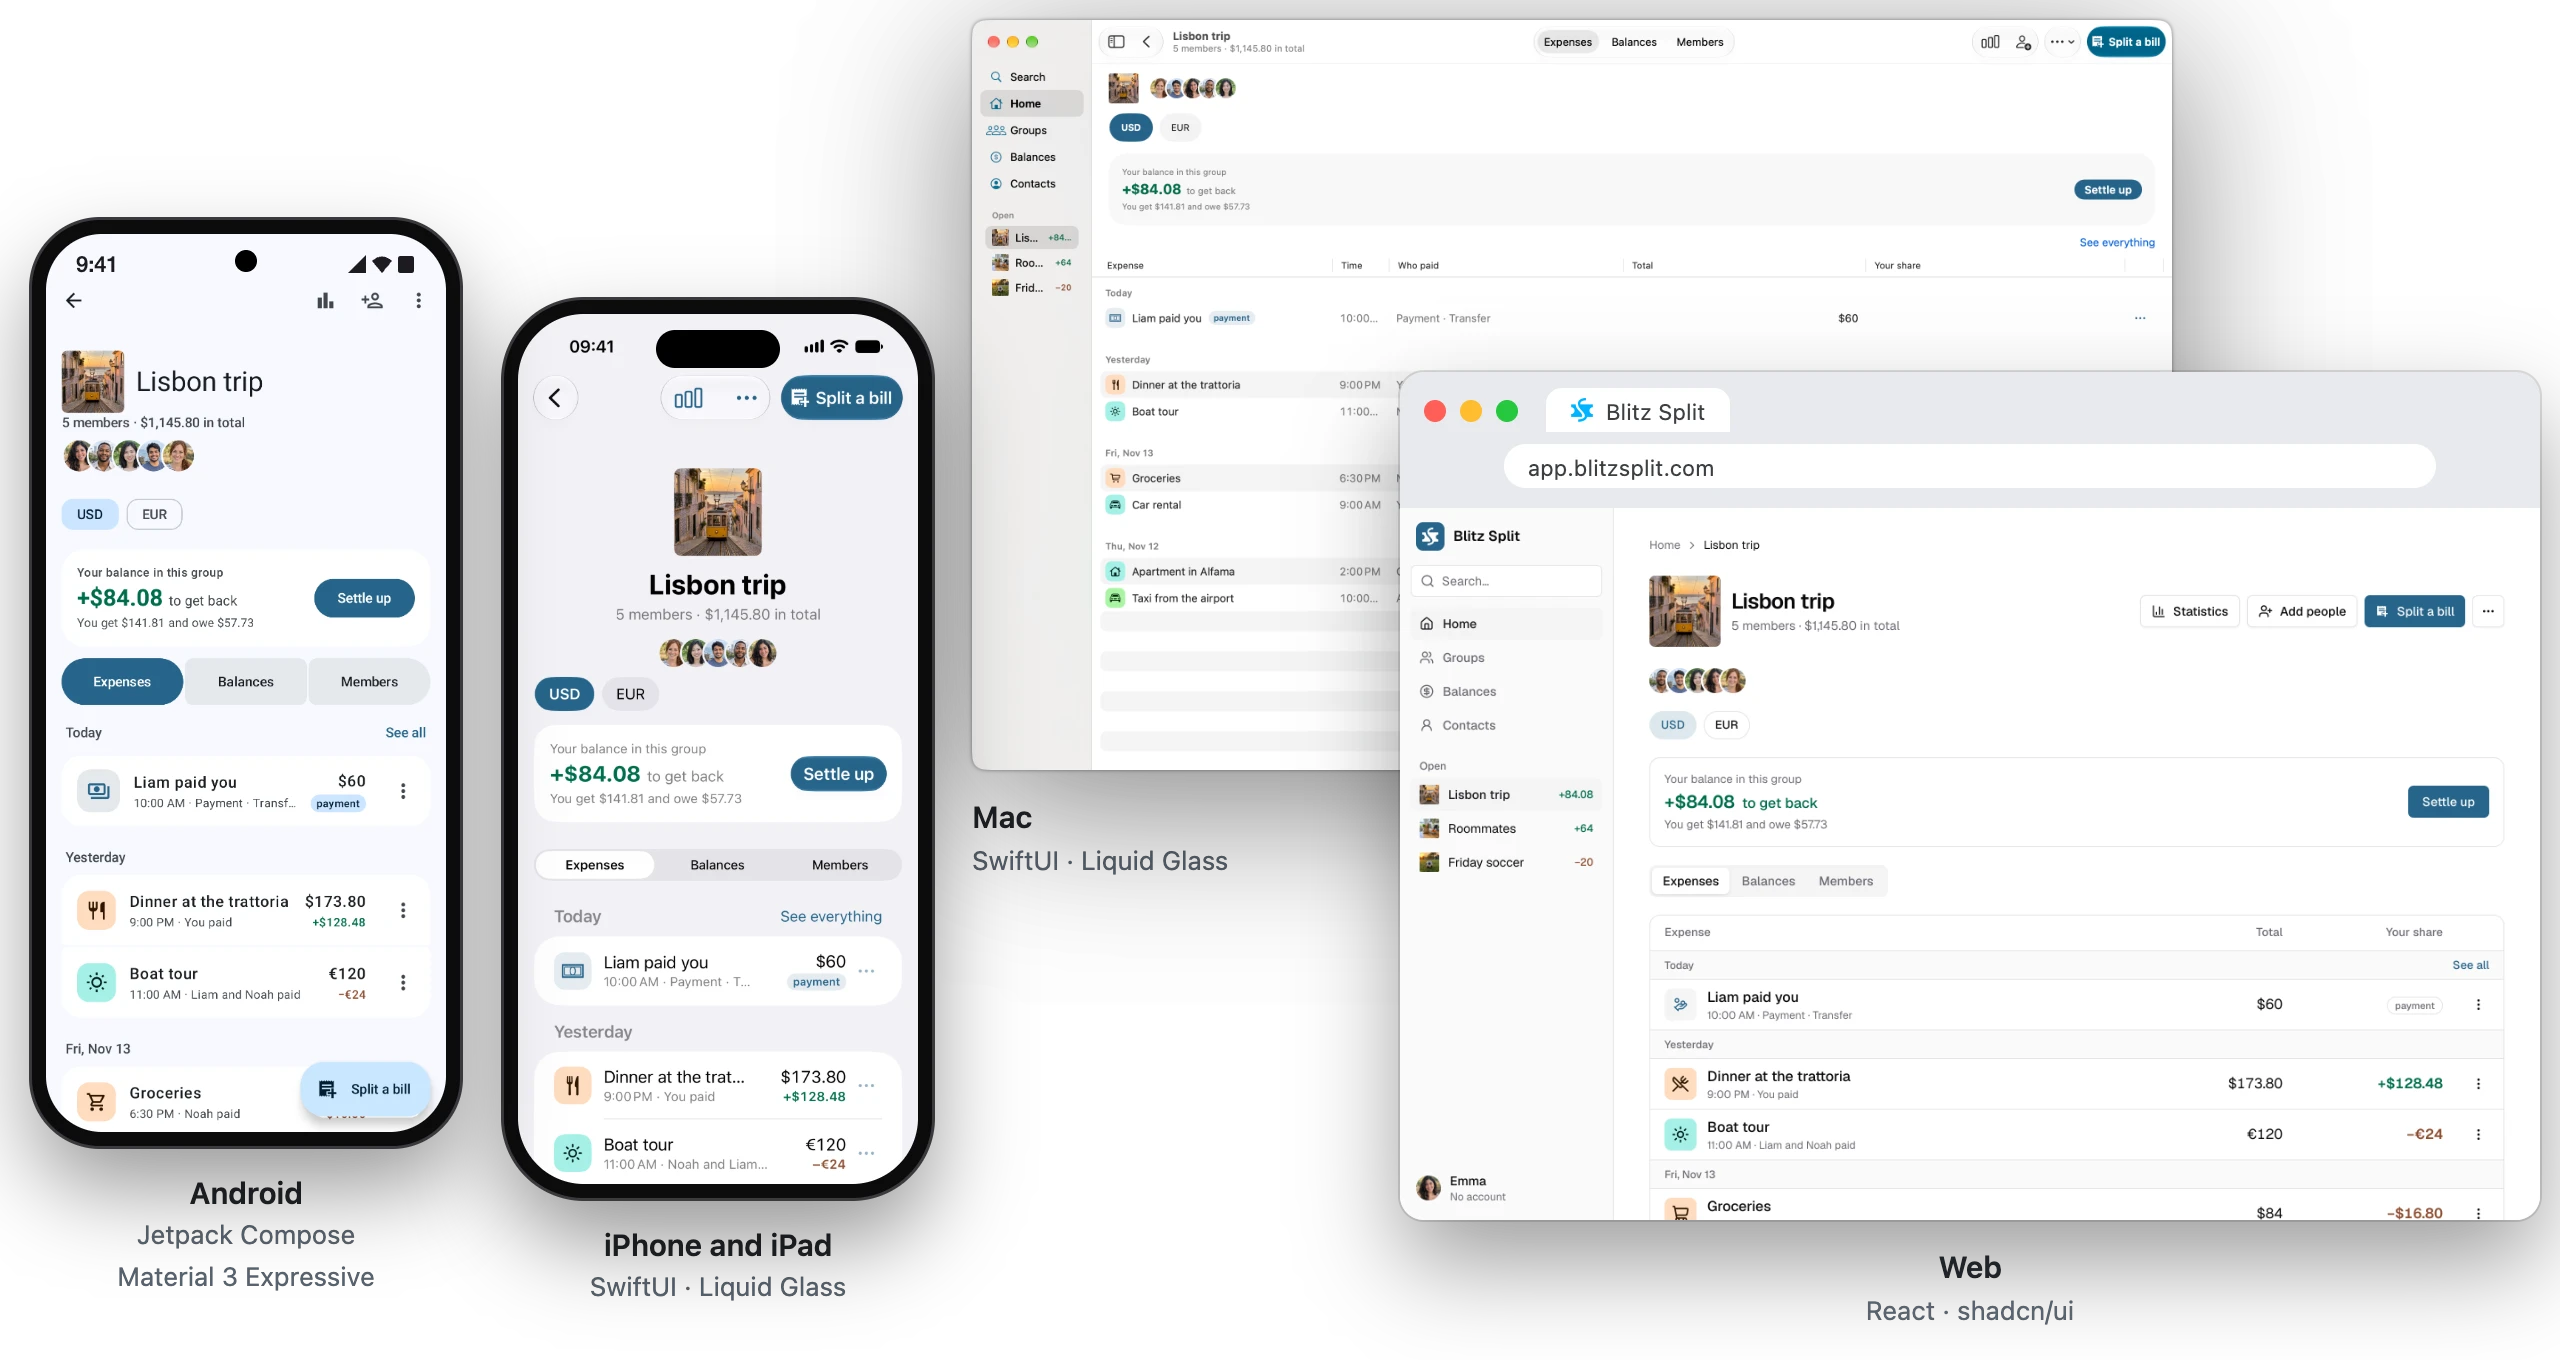 9:41
Lisbon trip
5 members · $1,145.80 in total
USD
EUR
Your balance in this group
+$84.08 to get back
You get $141.81 and owe $57.73
Settle up
Expenses
Balances
Members
Today
See all
Liam paid you
$60
10:00 AM · Payment · Transf...
payment
Yesterday
Dinner at the trattoria
$173.80
9:00 PM · You paid
+$128.48
Boat tour
€120
11:00 AM · Liam and Noah paid
−€24
Fri, Nov 13
Groceries
6:30 PM · Noah paid
Split a bill
Android
Jetpack Compose
Material 3 Expressive
09:41
Split a bill
Lisbon trip
5 members · $1,145.80 in total
USD
EUR
Your balance in this group
+$84.08 to get back
You get $141.81 and owe $57.73
Settle up
Expenses
Balances
Members
Today
See everything
Liam paid you
$60
10:00 AM · Payment · T...
payment
Yesterday
Dinner at the trat...
$173.80
9:00 PM · You paid
+$128.48
Boat tour
€120
11:00 AM · Noah and Liam...
−€24
iPhone and iPad
SwiftUI · Liquid Glass
Search
Home
Groups
Balances
Contacts
Open
Lis... +84...
Roo... +64
Frid... −20
Lisbon trip
5 members · $1,145.80 in total
Expenses
Balances
Members
Split a bill
USD
EUR
Your balance in this group
+$84.08 to get back
You get $141.81 and owe $57.73
Settle up
See everything
Expense
Time
Who paid
Total
Your share
Today
Liam paid you payment 10:00... Payment · Transfer $60
Yesterday
Dinner at the trattoria 9:00 PM
Boat tour 11:00...
Fri, Nov 13
Groceries 6:30 PM
Car rental 9:00 AM
Thu, Nov 12
Apartment in Alfama 2:00 PM
Taxi from the airport 10:00...
Mac
SwiftUI · Liquid Glass
Blitz Split
app.blitzsplit.com
Blitz Split
Search...
Home
Groups
Balances
Contacts
Open
Lisbon trip +84.08
Roommates +64
Friday soccer −20
Emma
No account
Home > Lisbon trip
Lisbon trip
5 members · $1,145.80 in total
Statistics
Add people
Split a bill
USD
EUR
Your balance in this group
+$84.08 to get back
You get $141.81 and owe $57.73
Settle up
Expenses
Balances
Members
Expense
Total
Your share
Today
See all
Liam paid you
10:00 AM · Payment · Transfer
$60
payment
Yesterday
Dinner at the trattoria
9:00 PM · You paid
$173.80
+$128.48
Boat tour
11:00 AM · Liam and Noah paid
€120
−€24
Fri, Nov 13
Groceries
$84
−$16.80
Web
React · shadcn/ui